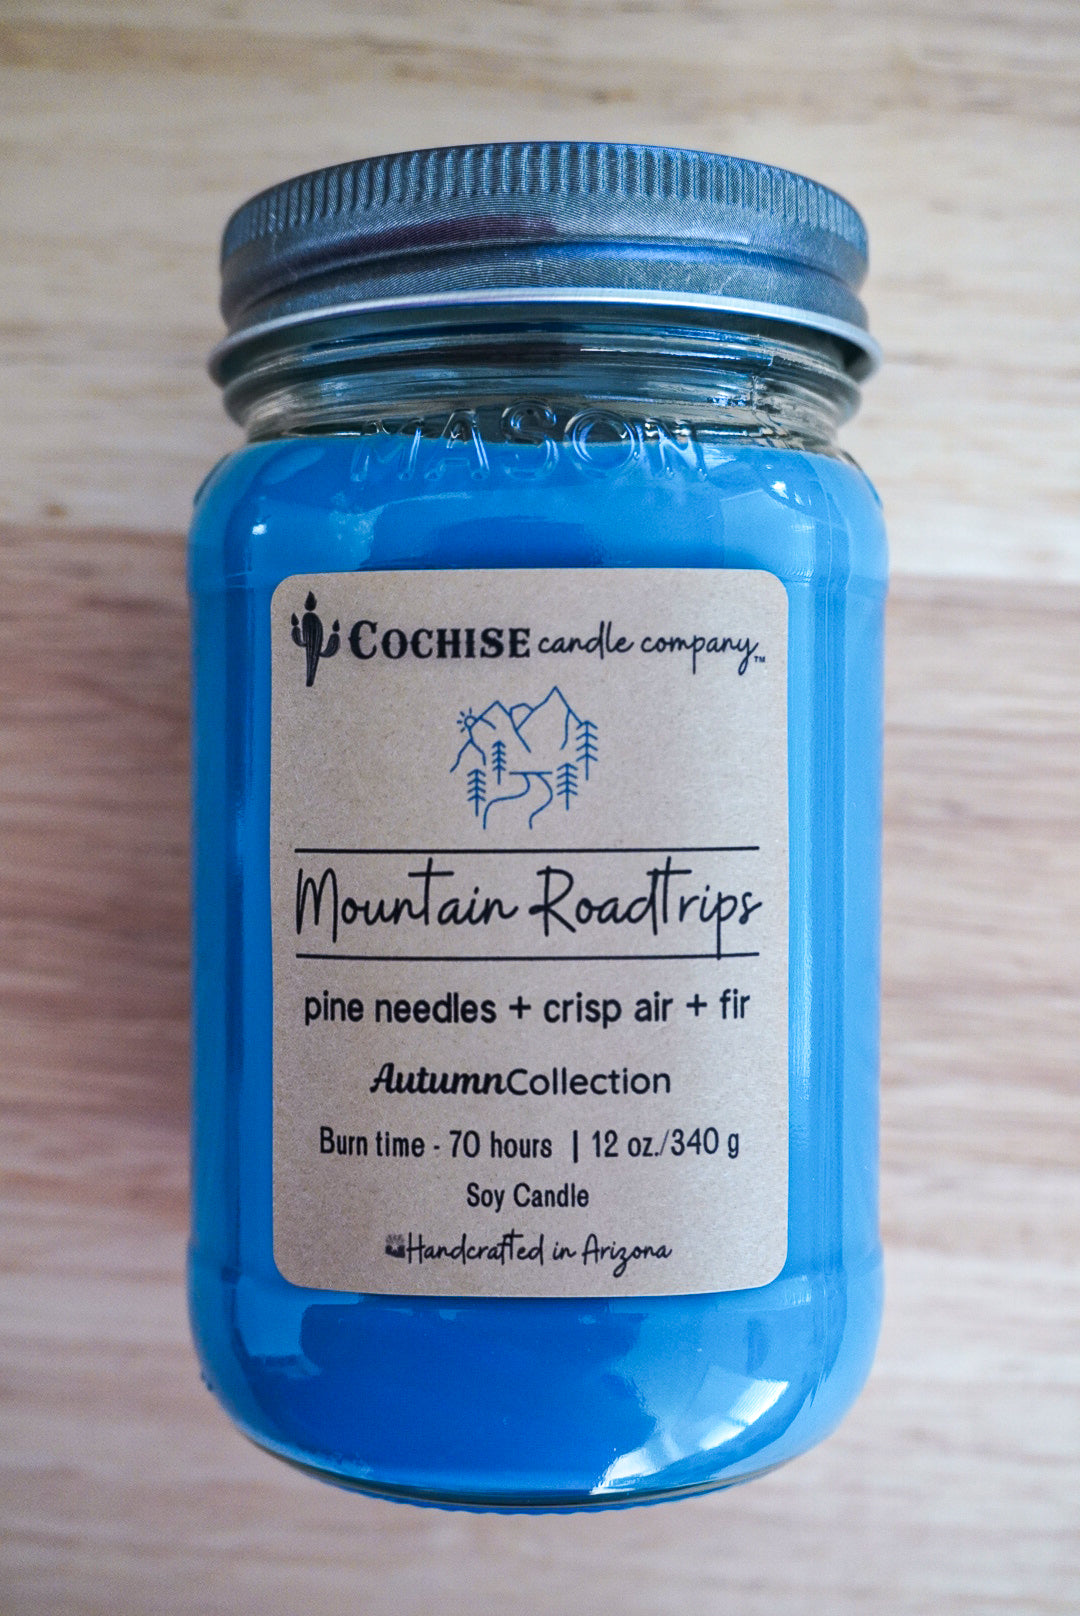 MASON
COCHISE candle company™
Mountain Roadtrips
pine needles + crisp air + fir
AutumnCollection
Burn time - 70 hours | 12 oz./340 g
Soy Candle
Handcrafted in Arizona